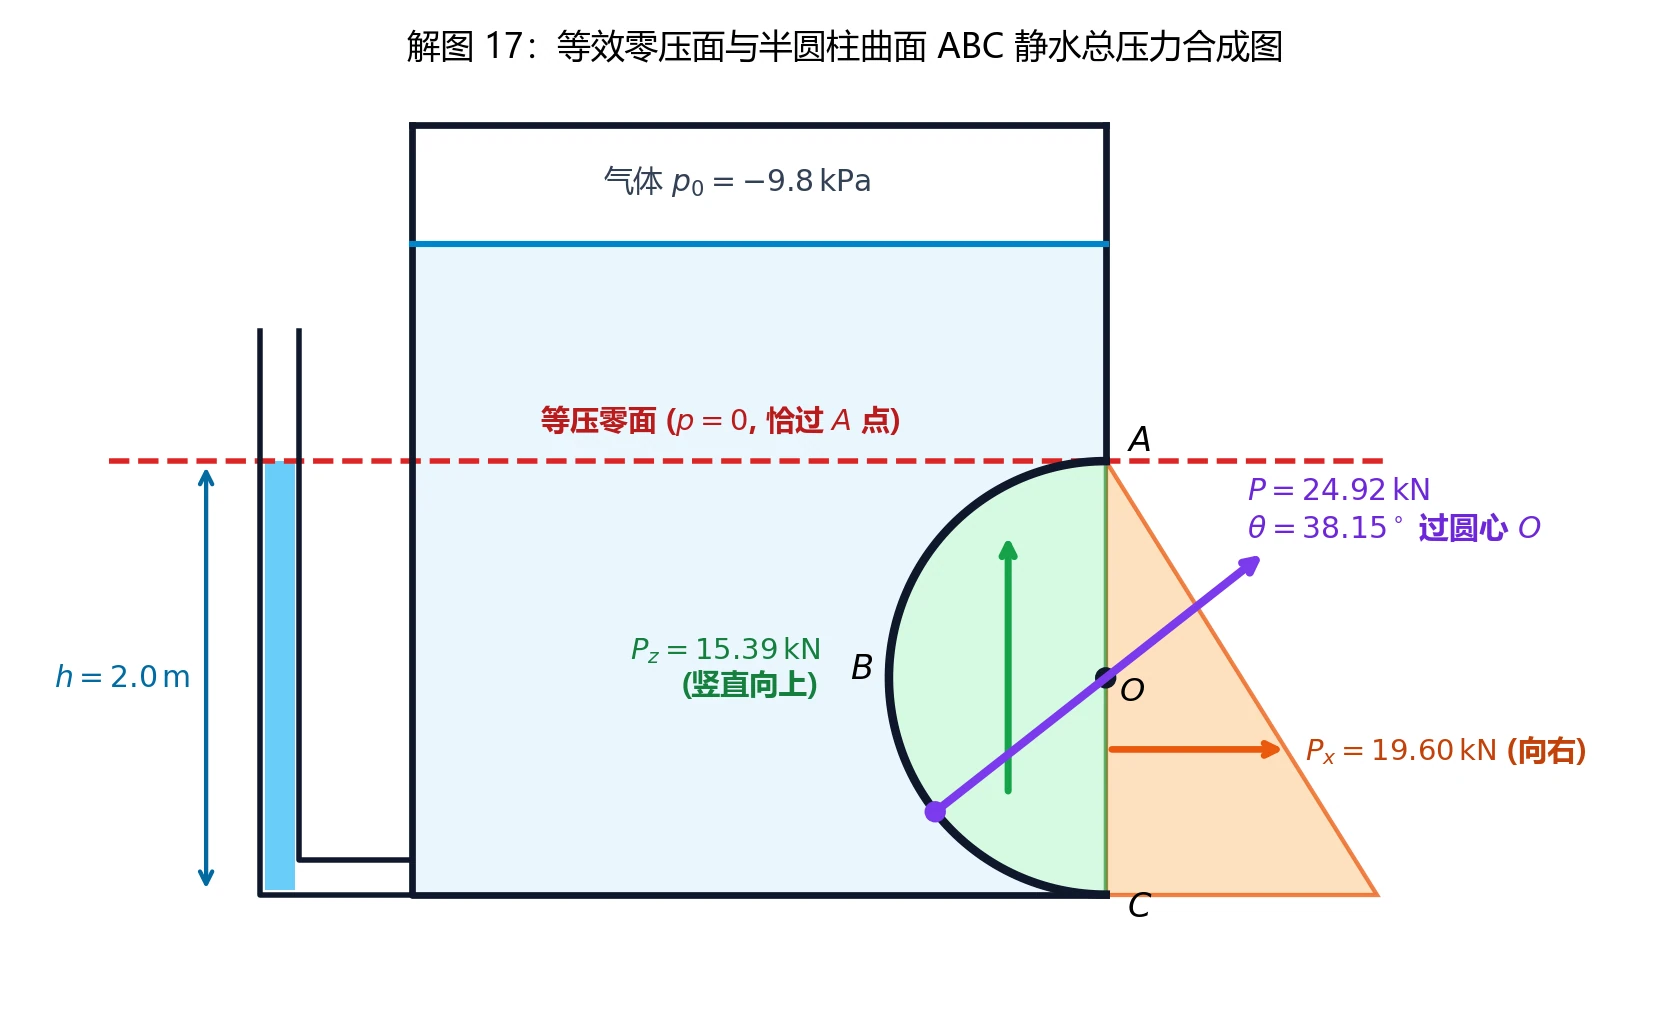 解图 17：等效零压面与半圆柱曲面 ABC 静水总压力合成图
气体 p₀ = −9.8 kPa
等压零面 (p = 0, 恰过 A 点)
A
P = 24.92 kN
θ = 38.15° 过圆心 O
P_z = 15.39 kN
(竖直向上)
B
h = 2.0 m
O
P_x = 19.60 kN (向右)
C